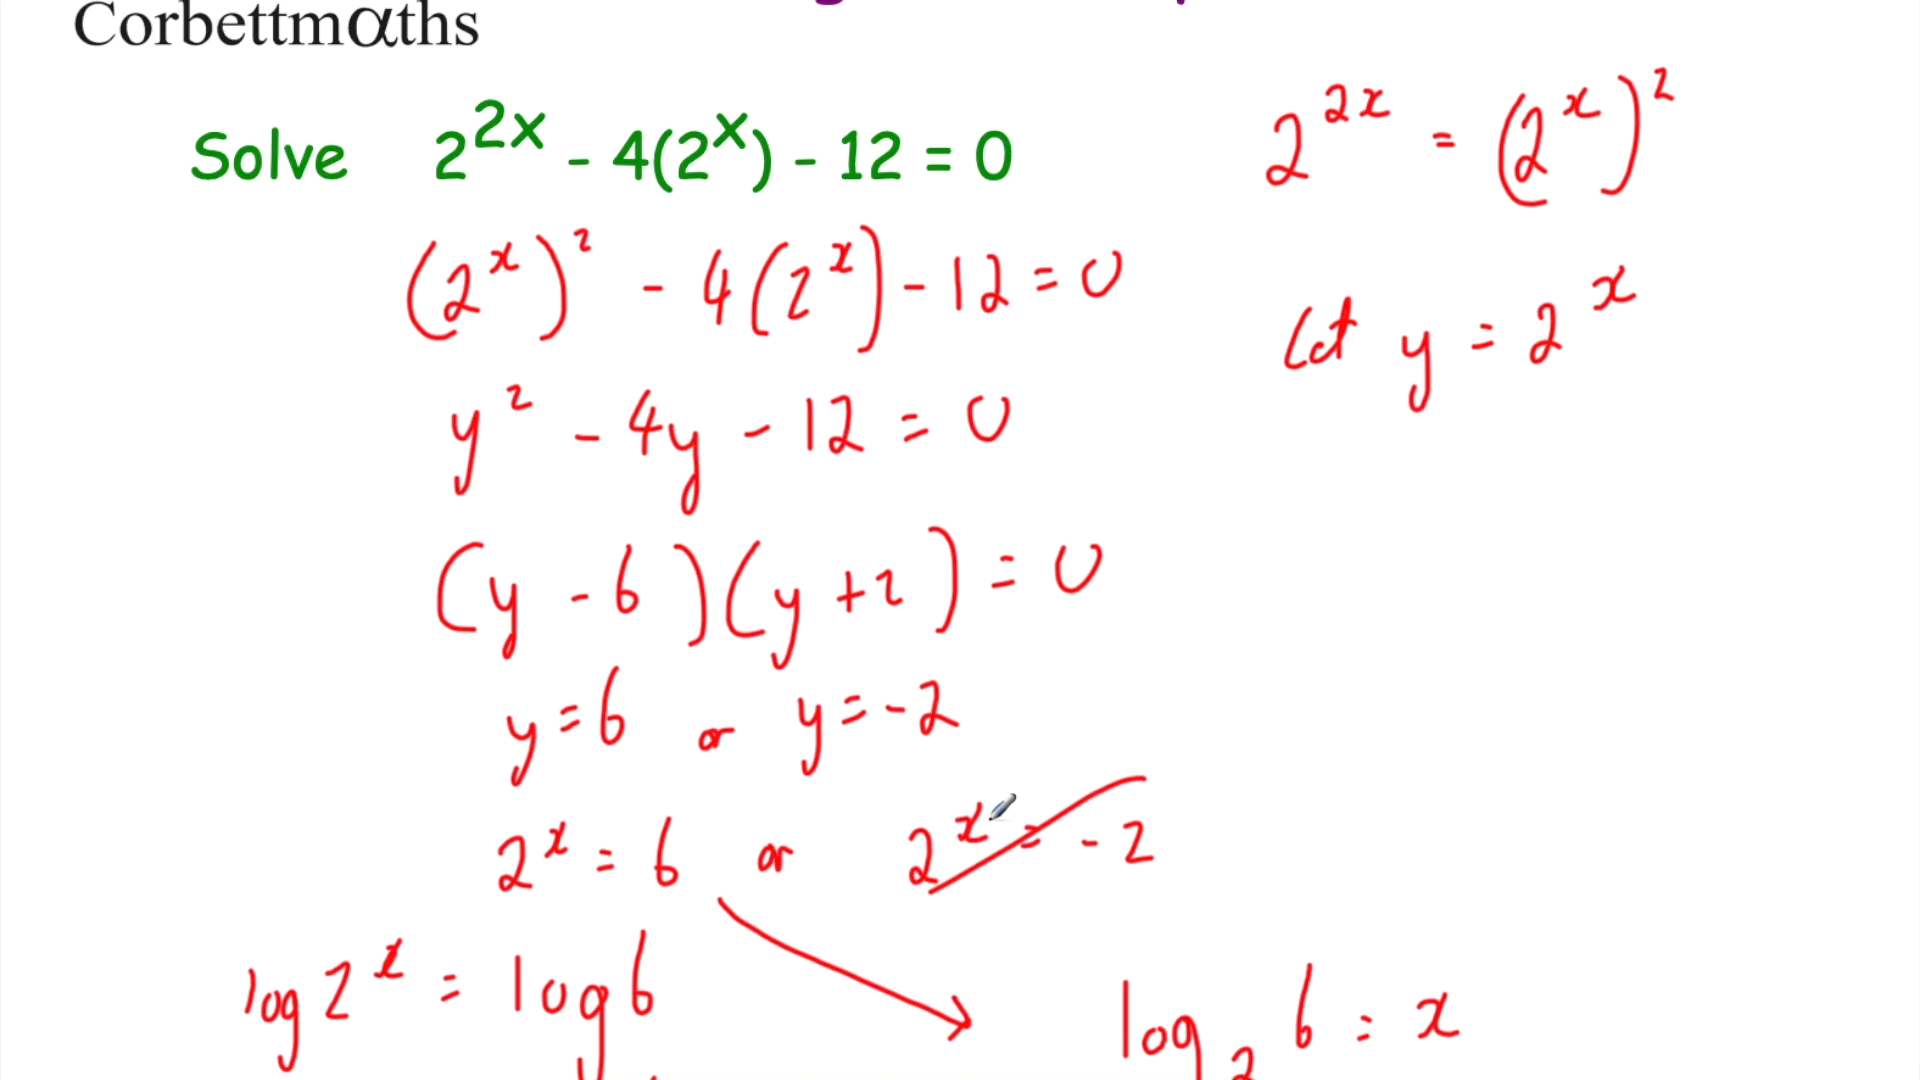 Corbettmαths
Solve 2^2x - 4(2^x) - 12 = 0
2^2x = (2^x)^2
(2^x)^2 - 4(2^x) - 12 = 0
Let y = 2^x
y^2 - 4y - 12 = 0
(y - 6)(y + 2) = 0
y = 6 or y = -2
2^x = 6 or 2^x = -2
log 2^x = log 6
log_2 6 = x